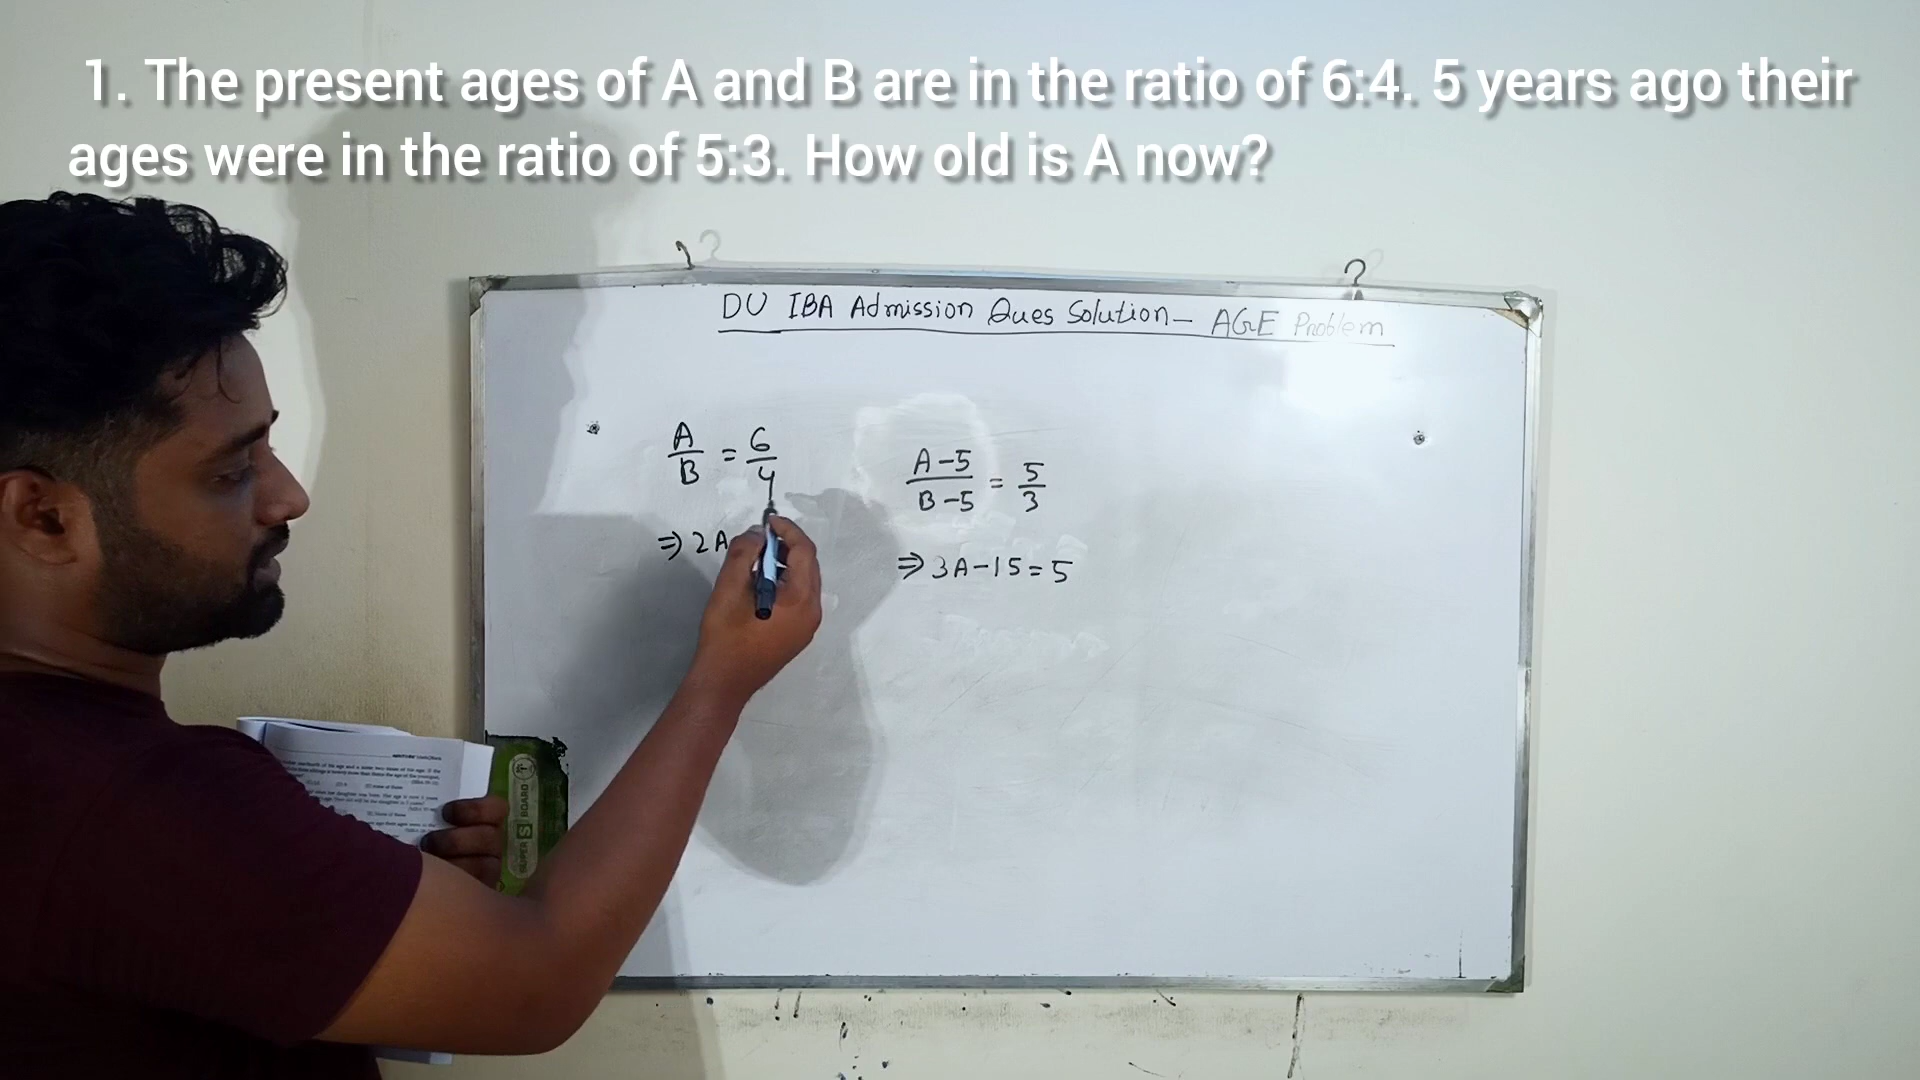 1. The present ages of A and B are in the ratio of 6:4. 5 years ago their
ages were in the ratio of 5:3. How old is A now?
DU IBA Admission Ques Solution – AGE Problem
A/B = 6/4
⇒ 2A
A-5/B-5 = 5/3
⇒ 3A-15=5
SUPER S BOARD